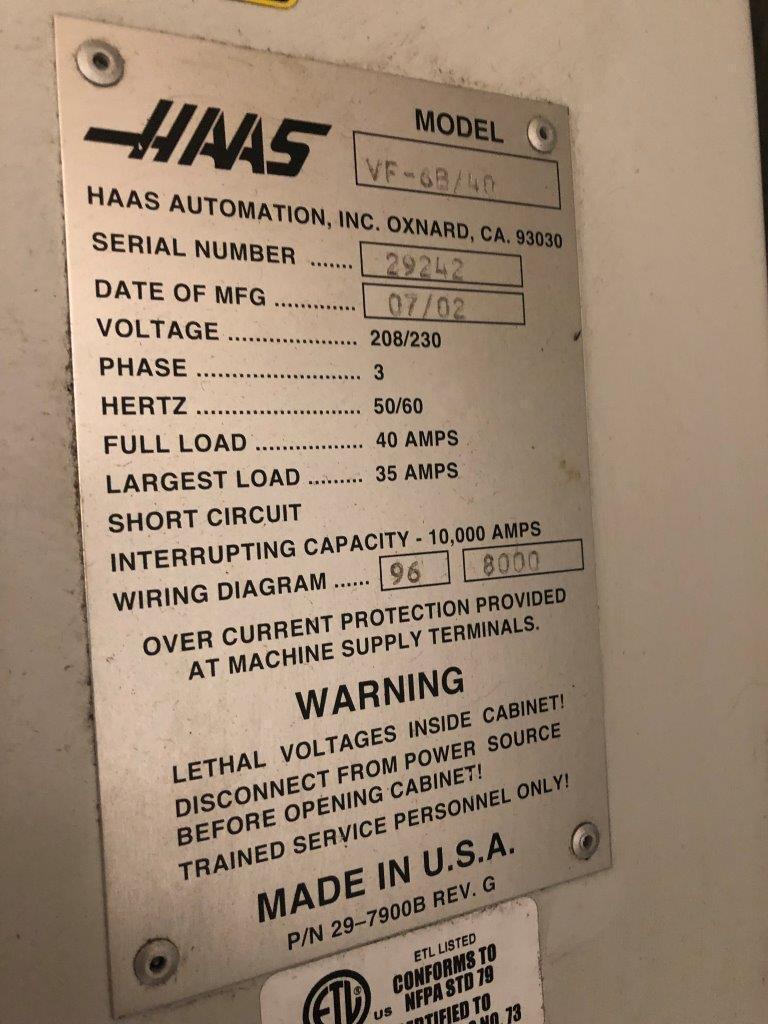 HAAS
MODEL
VF-6B/40
HAAS AUTOMATION, INC. OXNARD, CA. 93030
SERIAL NUMBER ....... 29242
DATE OF MFG ............. 07/02
VOLTAGE .................... 208/230
PHASE .......................... 3
HERTZ .......................... 50/60
FULL LOAD ................. 40 AMPS
LARGEST LOAD ......... 35 AMPS
SHORT CIRCUIT
INTERRUPTING CAPACITY - 10,000 AMPS
WIRING DIAGRAM ...... 96 8000
OVER CURRENT PROTECTION PROVIDED
AT MACHINE SUPPLY TERMINALS.
WARNING
LETHAL VOLTAGES INSIDE CABINET!
DISCONNECT FROM POWER SOURCE
BEFORE OPENING CABINET!
TRAINED SERVICE PERSONNEL ONLY!
MADE IN U.S.A.
P/N 29-7900B REV. G
ETL LISTED
CONFORMS TO
NFPA STD 79
ETL US
NO. 73